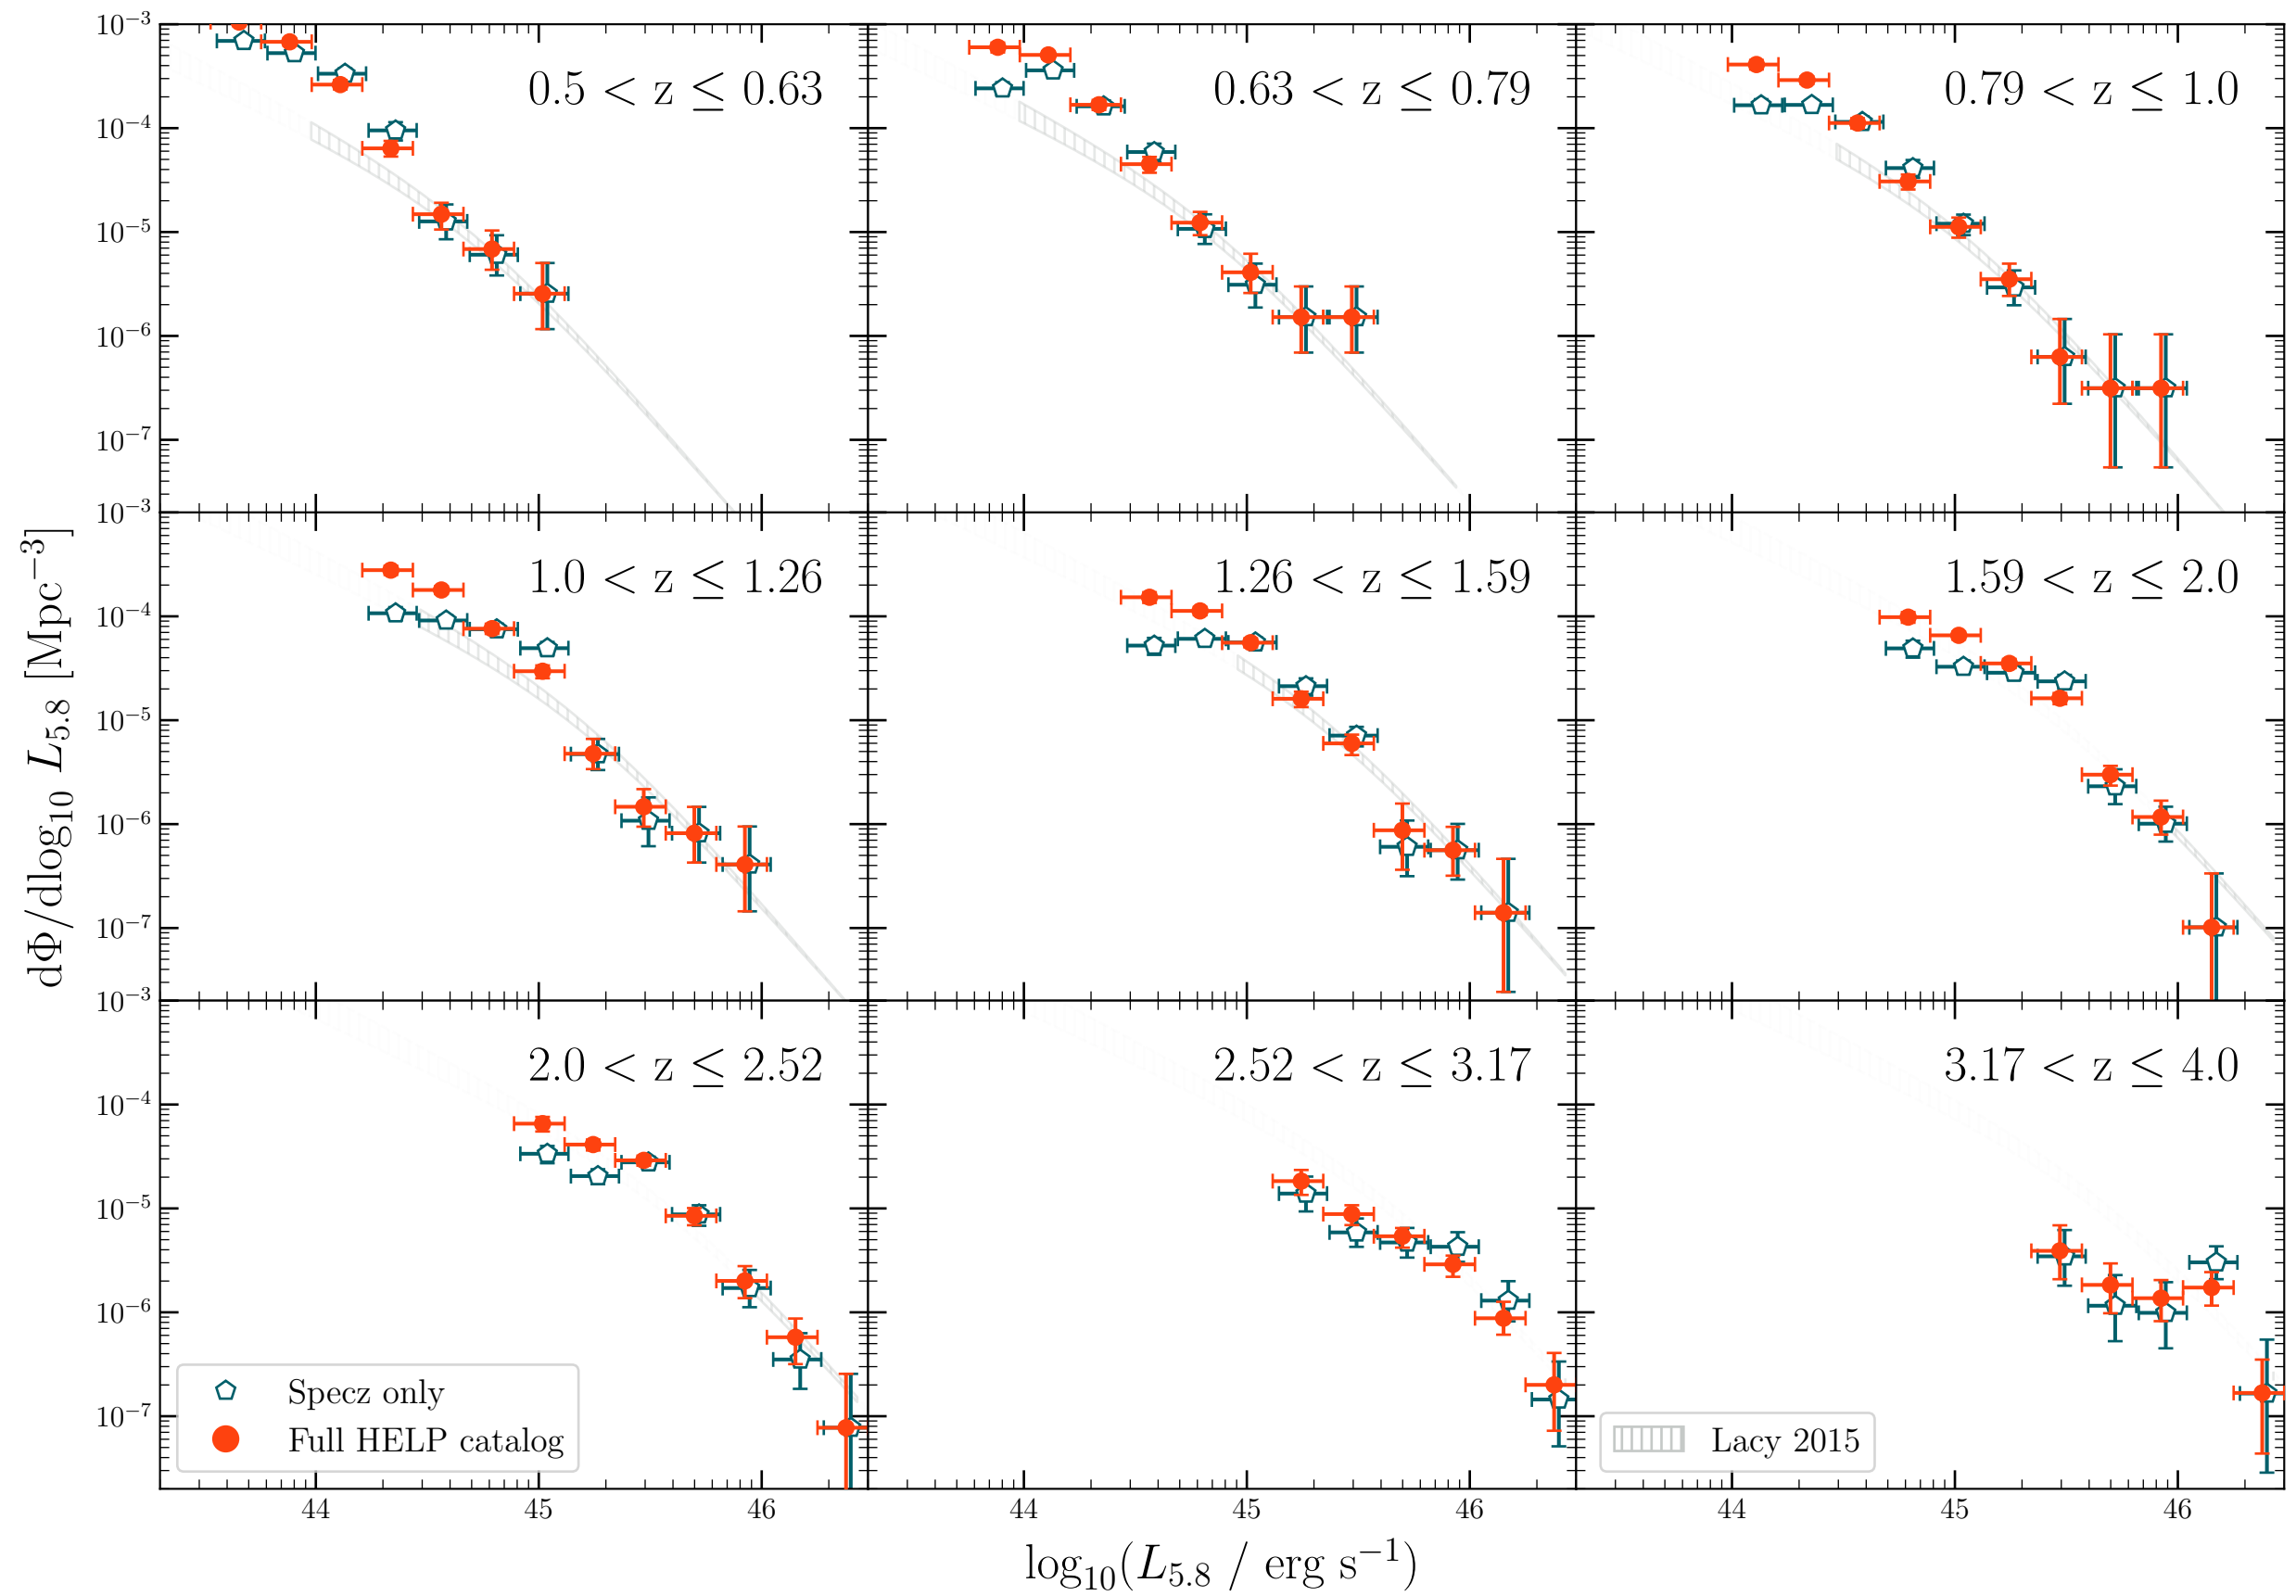 10⁻³
0.5 < z ≤ 0.63
0.63 < z ≤ 0.79
0.79 < z ≤ 1.0
10⁻⁴
10⁻⁵
10⁻⁶
10⁻⁷
10⁻³
1.0 < z ≤ 1.26
1.26 < z ≤ 1.59
1.59 < z ≤ 2.0
10⁻⁴
10⁻⁵
10⁻⁶
10⁻⁷
10⁻³
2.0 < z ≤ 2.52
2.52 < z ≤ 3.17
3.17 < z ≤ 4.0
10⁻⁴
10⁻⁵
10⁻⁶
10⁻⁷
dΦ/dlog₁₀ L₅.₈ [Mpc⁻³]
Specz only
Full HELP catalog
Lacy 2015
44 45 46 44 45 46 44 45 46
log₁₀(L₅.₈ / erg s⁻¹)